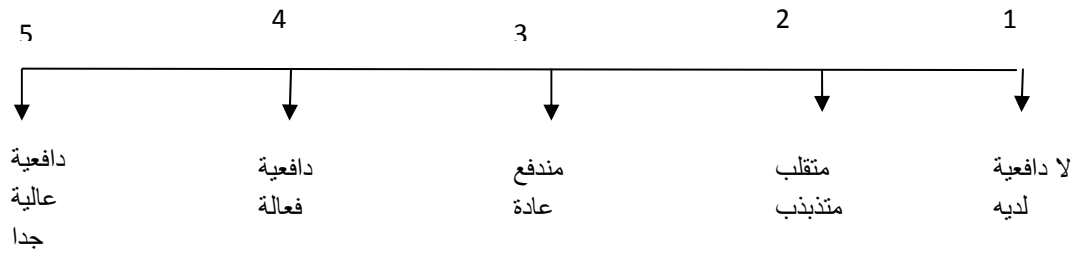 1
2
3
4
5
لا دافعية
لديه
متقلب
متذبذب
مندفع
عادة
دافعية
فعالة
دافعية
عالية
جدا